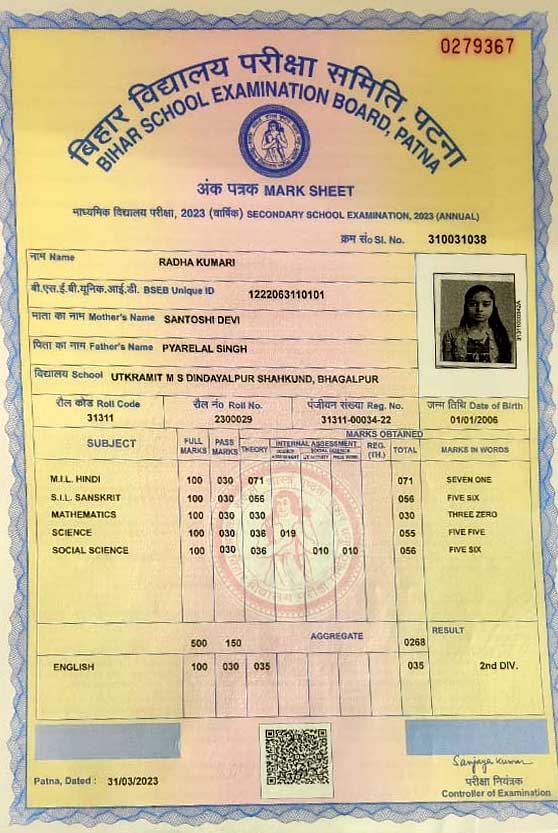 0279367
बिहार विद्यालय परीक्षा समिति, पटना
BIHAR SCHOOL EXAMINATION BOARD, PATNA
अंक पत्रक MARK SHEET
माध्यमिक विद्यालय परीक्षा, 2023 (वार्षिक) SECONDARY SCHOOL EXAMINATION, 2023 (ANNUAL)
क्रम सं० Sl. No. 310031038
नाम Name RADHA KUMARI
बी.एस.ई.बी.यूनिक.आई.डी. BSEB Unique ID 1222063110101
माता का नाम Mother's Name SANTOSHI DEVI
पिता का नाम Father's Name PYARELAL SINGH
विद्यालय School UTKRAMIT M S DINDAYALPUR SHAHKUND, BHAGALPUR
रौल कोड Roll Code रौल नं० Roll No. पंजीयन संख्या Reg. No. जन्म तिथि Date of Birth
31311 2300029 31311-00034-22 01/01/2006
MARKS OBTAINED
SUBJECT FULL MARKS PASS MARKS THEORY INTERNAL ASSESSMENT REG. (TH.) TOTAL MARKS IN WORDS
M.I.L. HINDI 100 030 071 071 SEVEN ONE
S.I.L. SANSKRIT 100 030 056 056 FIVE SIX
MATHEMATICS 100 030 030 030 THREE ZERO
SCIENCE 100 030 036 019 055 FIVE FIVE
SOCIAL SCIENCE 100 030 036 010 010 056 FIVE SIX
500 150 AGGREGATE 0268 RESULT
ENGLISH 100 030 035 035 2nd DIV.
Sanjay Kumar
Patna, Dated : 31/03/2023
परीक्षा नियंत्रक
Controller of Examination